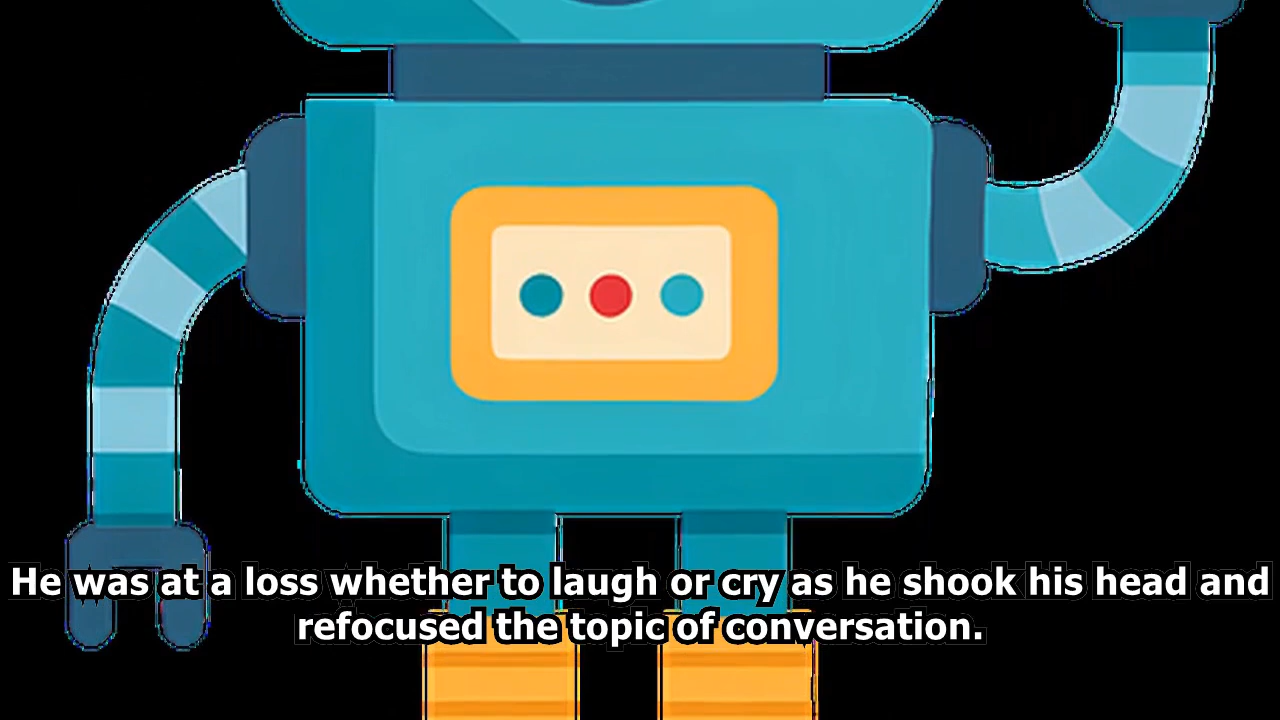 He was at a loss whether to laugh or cry as he shook his head and
refocused the topic of conversation.